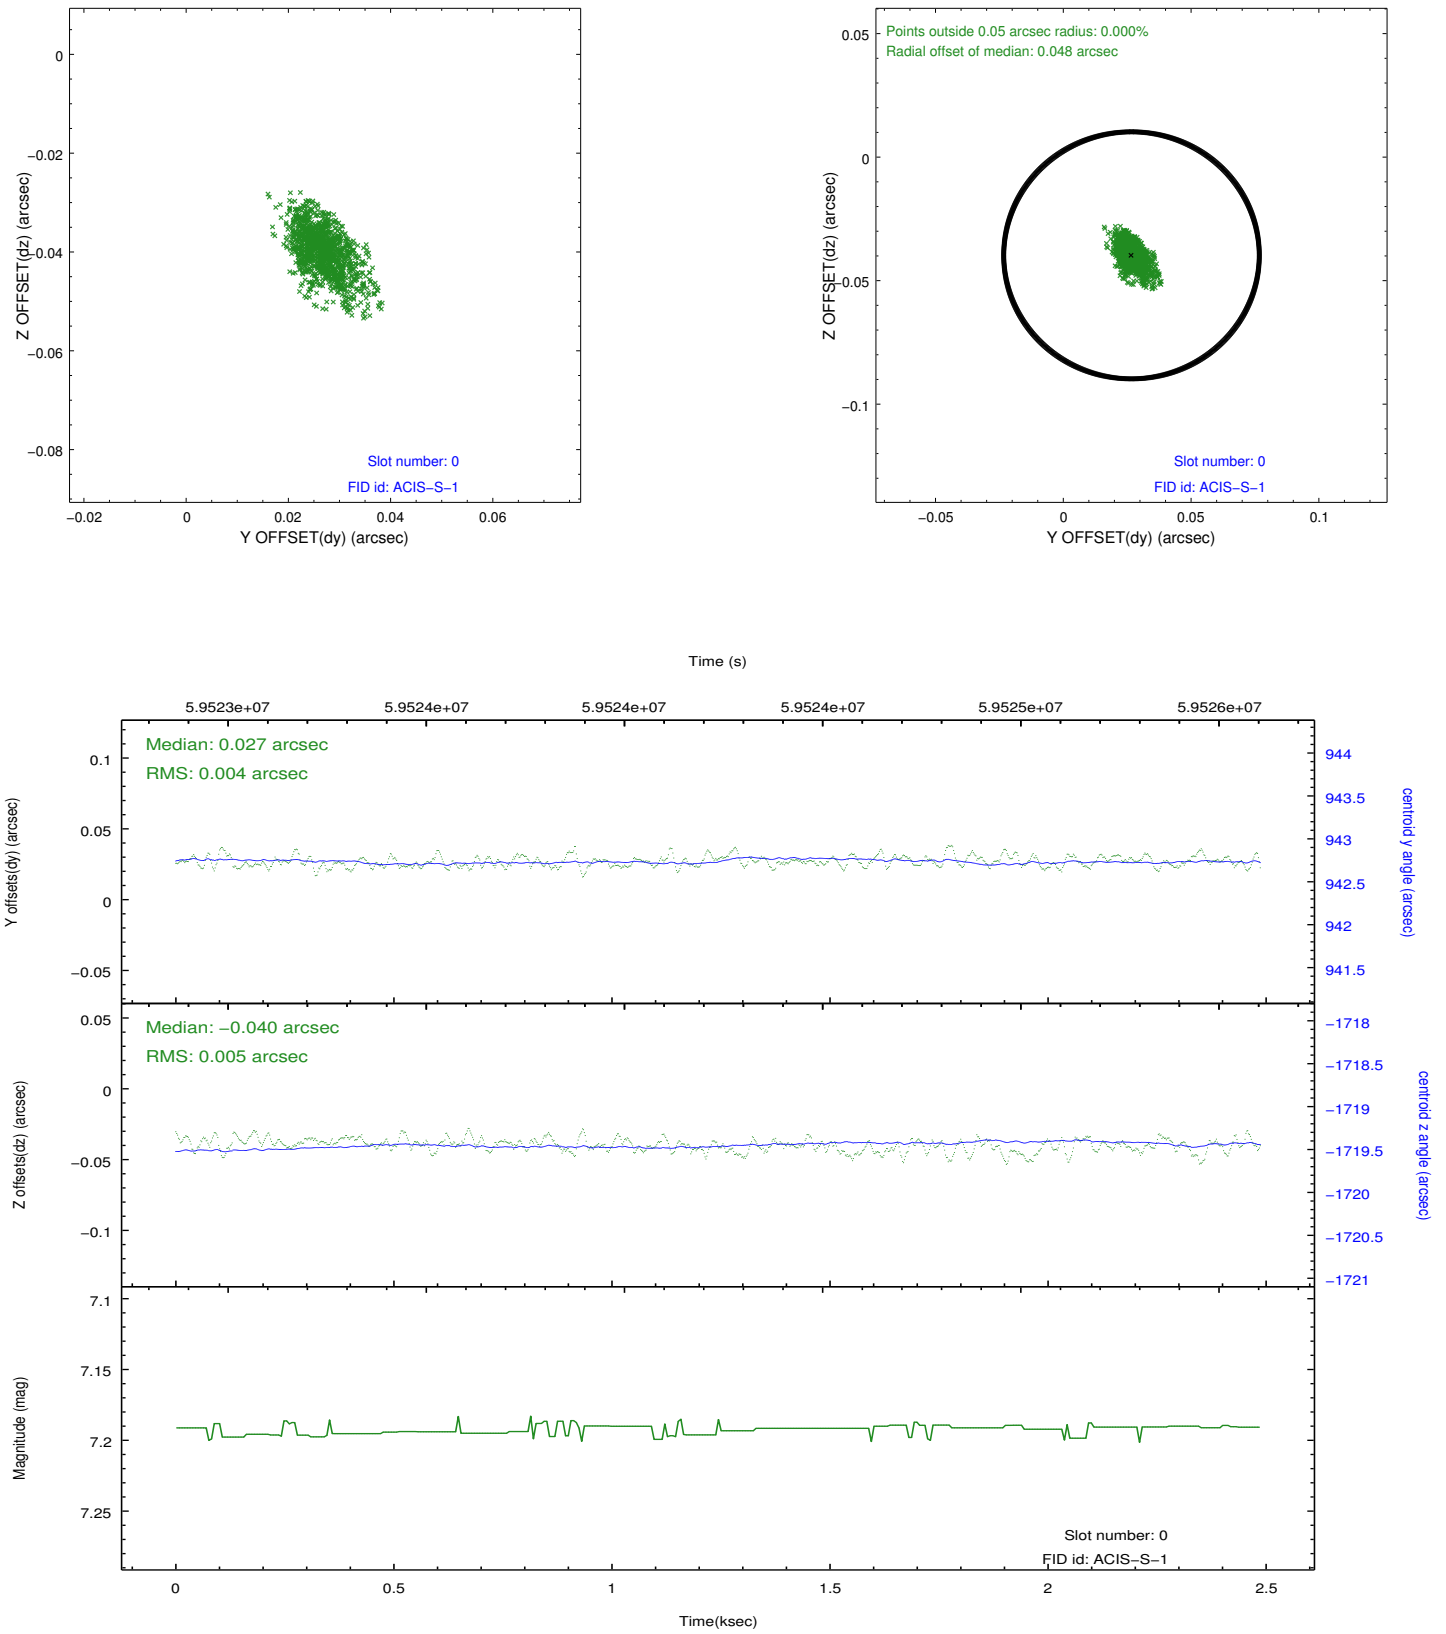 0
−0.02
−0.04
−0.06
−0.08
Z OFFSET(dz) (arcsec)
Slot number: 0
FID id: ACIS−S−1
−0.02
0
0.02
0.04
0.06
Y OFFSET(dy) (arcsec)
Points outside 0.05 arcsec radius: 0.000%
Radial offset of median: 0.048 arcsec
0.05
0
−0.05
−0.1
Z OFFSET(dz) (arcsec)
Slot number: 0
FID id: ACIS−S−1
−0.05
0
0.05
0.1
Y OFFSET(dy) (arcsec)
Time (s)
5.9523e+07
5.9524e+07
5.9524e+07
5.9524e+07
5.9525e+07
5.9526e+07
Median: 0.027 arcsec
RMS: 0.004 arcsec
0.1
0.05
0
−0.05
Y offsets(dy) (arcsec)
944
943.5
943
942.5
942
941.5
centroid y angle (arcsec)
Median: −0.040 arcsec
RMS: 0.005 arcsec
0.05
0
−0.05
−0.1
Z offsets(dz) (arcsec)
−1718
−1718.5
−1719
−1719.5
−1720
−1720.5
−1721
centroid z angle (arcsec)
7.1
7.15
7.2
7.25
Magnitude (mag)
Slot number: 0
FID id: ACIS−S−1
0
0.5
1
1.5
2
2.5
Time(ksec)